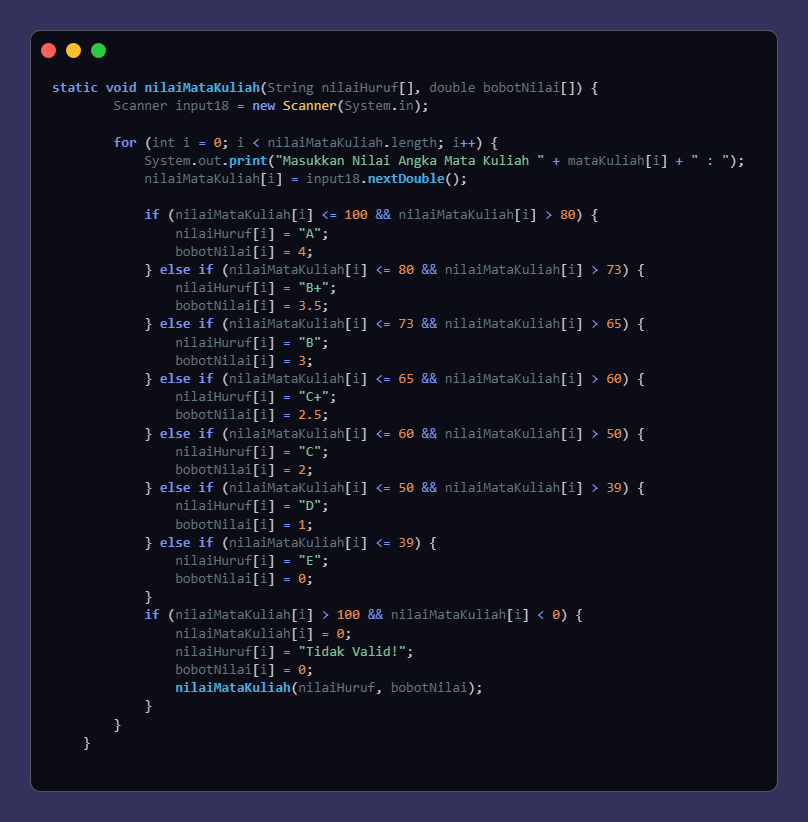 static void nilaiMataKuliah(String nilaiHuruf[], double bobotNilai[]) {
        Scanner input18 = new Scanner(System.in);

        for (int i = 0; i < nilaiMataKuliah.length; i++) {
            System.out.print("Masukkan Nilai Angka Mata Kuliah " + mataKuliah[i] + " : ");
            nilaiMataKuliah[i] = input18.nextDouble();

            if (nilaiMataKuliah[i] <= 100 && nilaiMataKuliah[i] > 80) {
                nilaiHuruf[i] = "A";
                bobotNilai[i] = 4;
            } else if (nilaiMataKuliah[i] <= 80 && nilaiMataKuliah[i] > 73) {
                nilaiHuruf[i] = "B+";
                bobotNilai[i] = 3.5;
            } else if (nilaiMataKuliah[i] <= 73 && nilaiMataKuliah[i] > 65) {
                nilaiHuruf[i] = "B";
                bobotNilai[i] = 3;
            } else if (nilaiMataKuliah[i] <= 65 && nilaiMataKuliah[i] > 60) {
                nilaiHuruf[i] = "C+";
                bobotNilai[i] = 2.5;
            } else if (nilaiMataKuliah[i] <= 60 && nilaiMataKuliah[i] > 50) {
                nilaiHuruf[i] = "C";
                bobotNilai[i] = 2;
            } else if (nilaiMataKuliah[i] <= 50 && nilaiMataKuliah[i] > 39) {
                nilaiHuruf[i] = "D";
                bobotNilai[i] = 1;
            } else if (nilaiMataKuliah[i] <= 39) {
                nilaiHuruf[i] = "E";
                bobotNilai[i] = 0;
            }
            if (nilaiMataKuliah[i] > 100 && nilaiMataKuliah[i] < 0) {
                nilaiMataKuliah[i] = 0;
                nilaiHuruf[i] = "Tidak Valid!";
                bobotNilai[i] = 0;
                nilaiMataKuliah(nilaiHuruf, bobotNilai);
            }
        }
    }